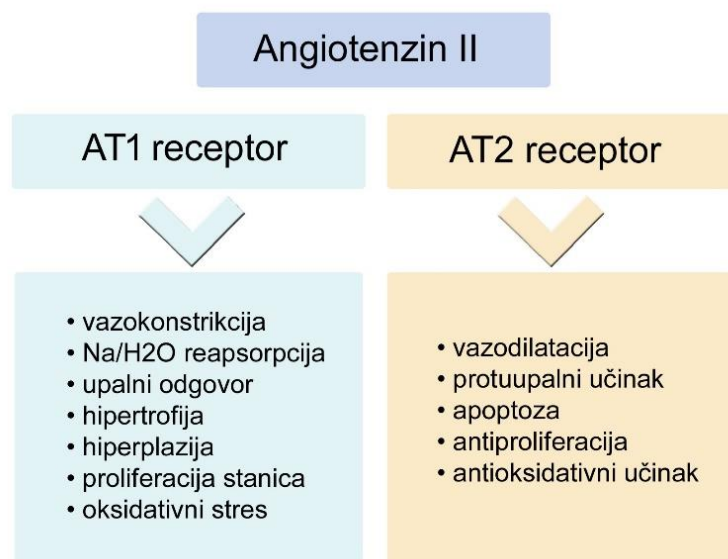 Angiotenzin II
AT1 receptor
• vazokonstrikcija
• Na/H2O reapsorpcija
• upalni odgovor
• hipertrofija
• hiperplazija
• proliferacija stanica
• oksidativni stres
AT2 receptor
• vazodilatacija
• protuupalni učinak
• apoptoza
• antiproliferacija
• antioksidativni učinak